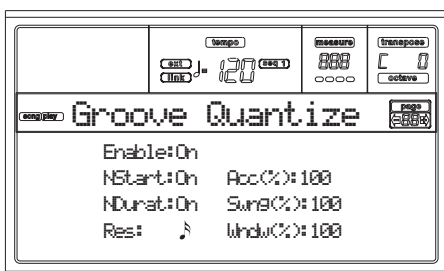 tempo measure transpose
ext seq 1 888 C 0
link ♩= 120 octave
song/play Groove Quantize page
88
Enable:On
NStart:On Acc(%):100
NDurat:On Swng(%):100
Res: ♪ Wndw(%):100